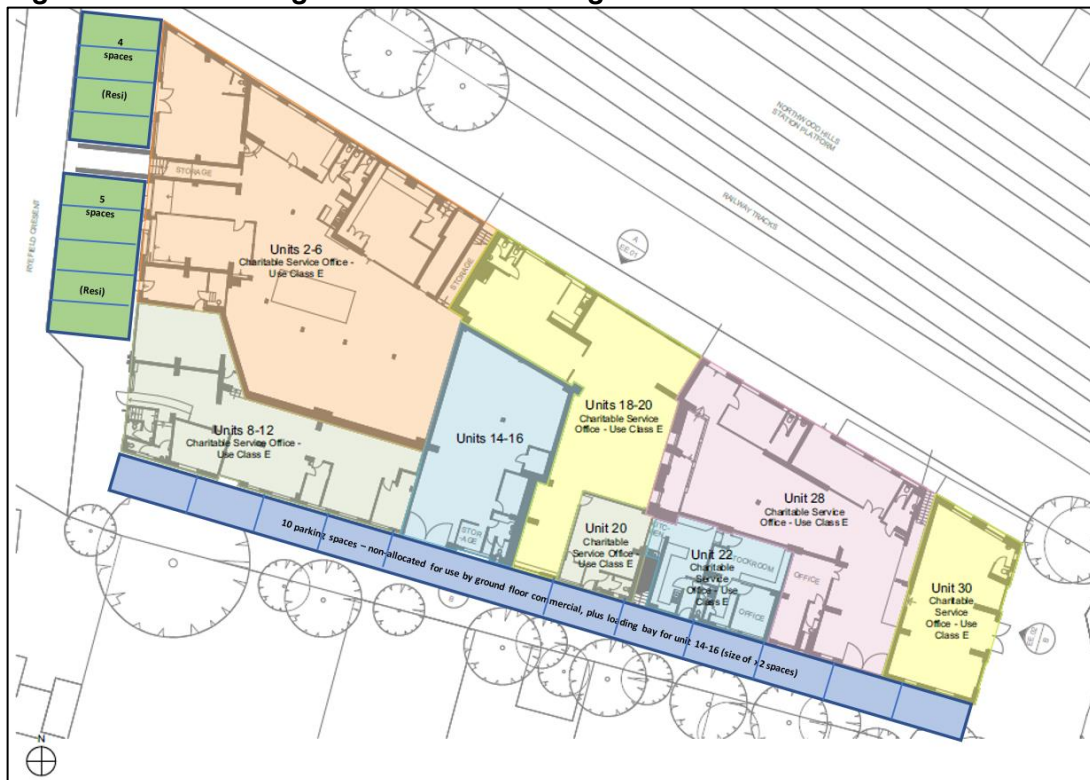 4
spaces
(Resi)
5
spaces
(Resi)
RYEFIELD CRESENT
STORAGE
Units 2-6
Charitable Service Office -
Use Class E
STORAGE
NORTHWOOD HILLS
STATION PLATFORM
RAILWAY TRACKS
A
EE.01
Units 8-12
Charitable Service Office -
Use Class E
Units 14-16
STOR
-AGE
Units 18-20
Charitable Service
Office - Use Class E
Unit 20
Charitable
Service Office -
Use Class E
Unit 22
Charitable
Service
Office - Use
Class E
OFFICE
Unit 28
Charitable Service
Office - Use Class E
OFFICE
Unit 30
Charitable
Service
Office - Use
Class E
B
10 parking spaces – non-allocated for use by ground floor commercial, plus loading bay for unit 14-16 (size of 2 spaces)
N